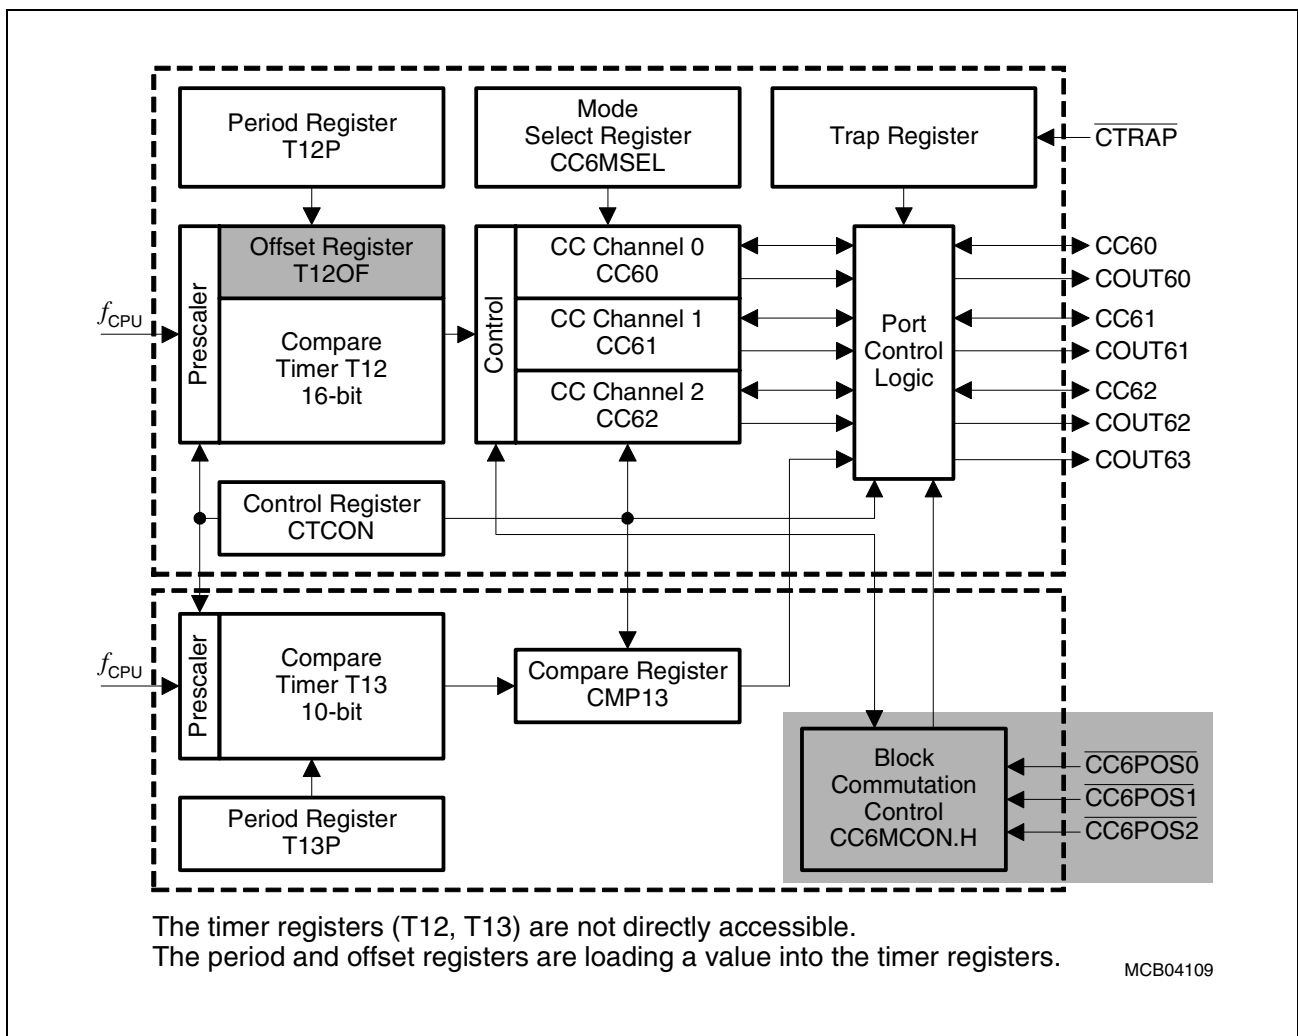 Period Register
T12P
Mode
Select Register
CC6MSEL
Trap Register
CTRAP
Prescaler
Offset Register
T12OF
Compare
Timer T12
16-bit
fCPU
Control
CC Channel 0
CC60
CC Channel 1
CC61
CC Channel 2
CC62
Port
Control
Logic
CC60
COUT60
CC61
COUT61
CC62
COUT62
COUT63
Control Register
CTCON
fCPU
Prescaler
Compare
Timer T13
10-bit
Compare Register
CMP13
Period Register
T13P
Block
Commutation
Control
CC6MCON.H
CC6POS0
CC6POS1
CC6POS2
The timer registers (T12, T13) are not directly accessible.
The period and offset registers are loading a value into the timer registers.
MCB04109